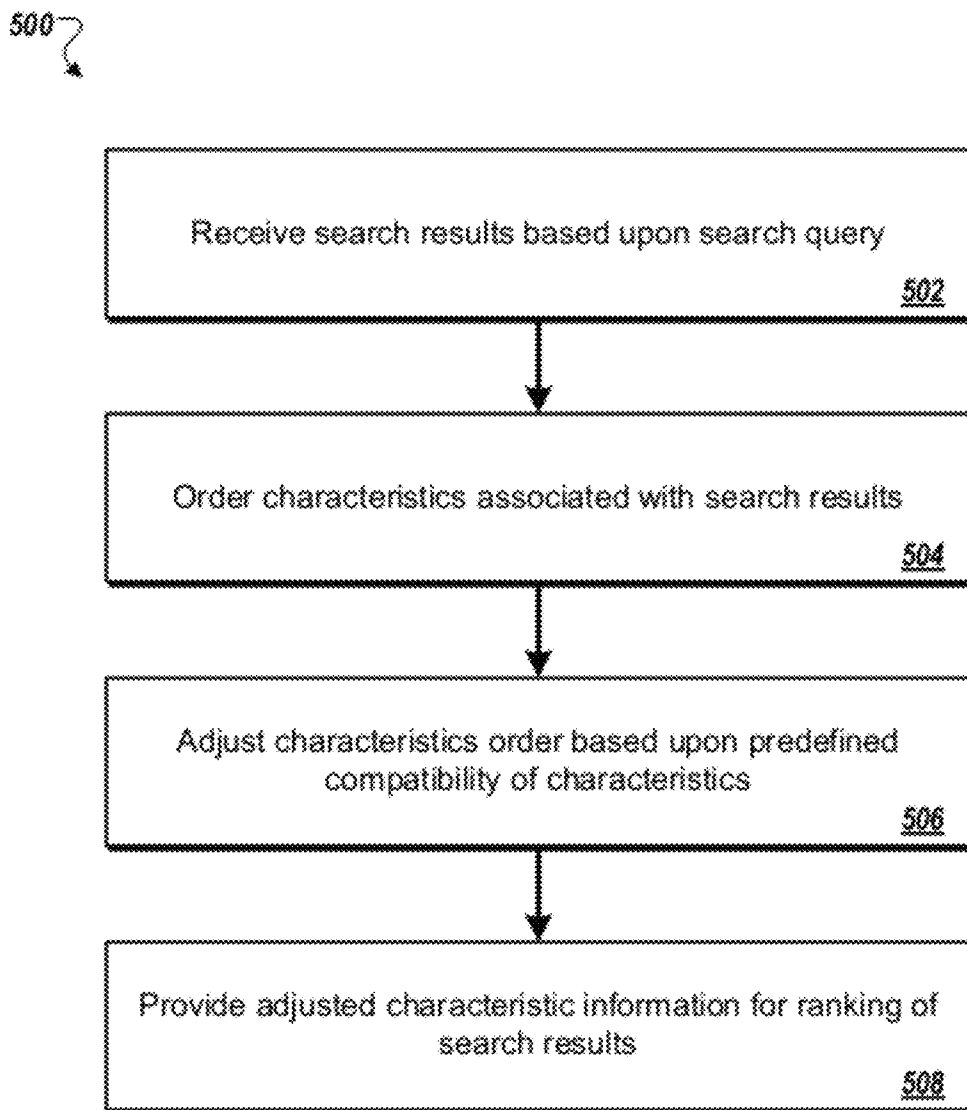 500
Receive search results based upon search query
502
Order characteristics associated with search results
504
Adjust characteristics order based upon predefined
compatibility of characteristics
506
Provide adjusted characteristic information for ranking of
search results
508